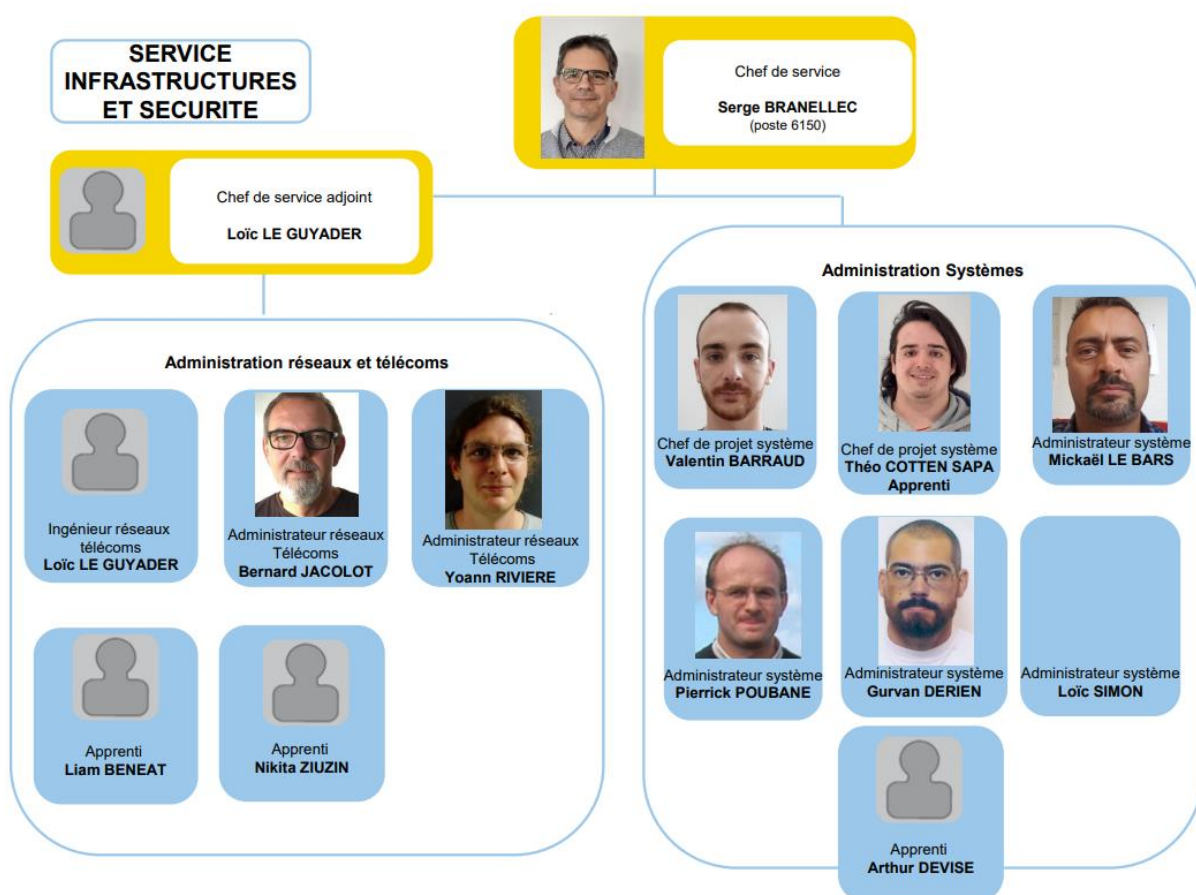 SERVICE
INFRASTRUCTURES
ET SECURITE
Chef de service
Serge BRANELLEC
(poste 6150)
Chef de service adjoint
Loïc LE GUYADER
Administration réseaux et télécoms
Ingénieur réseaux
télécoms
Loïc LE GUYADER
Administrateur réseaux
Télécoms
Bernard JACOLOT
Administrateur réseaux
Télécoms
Yoann RIVIERE
Apprenti
Liam BENEAT
Apprenti
Nikita ZIUZIN
Administration Systèmes
Chef de projet système
Valentin BARRAUD
Chef de projet système
Théo COTTEN SAPA
Apprenti
Administrateur système
Mickaël LE BARS
Administrateur système
Pierrick POUBANE
Administrateur système
Gurvan DERIEN
Administrateur système
Loïc SIMON
Apprenti
Arthur DEVISE